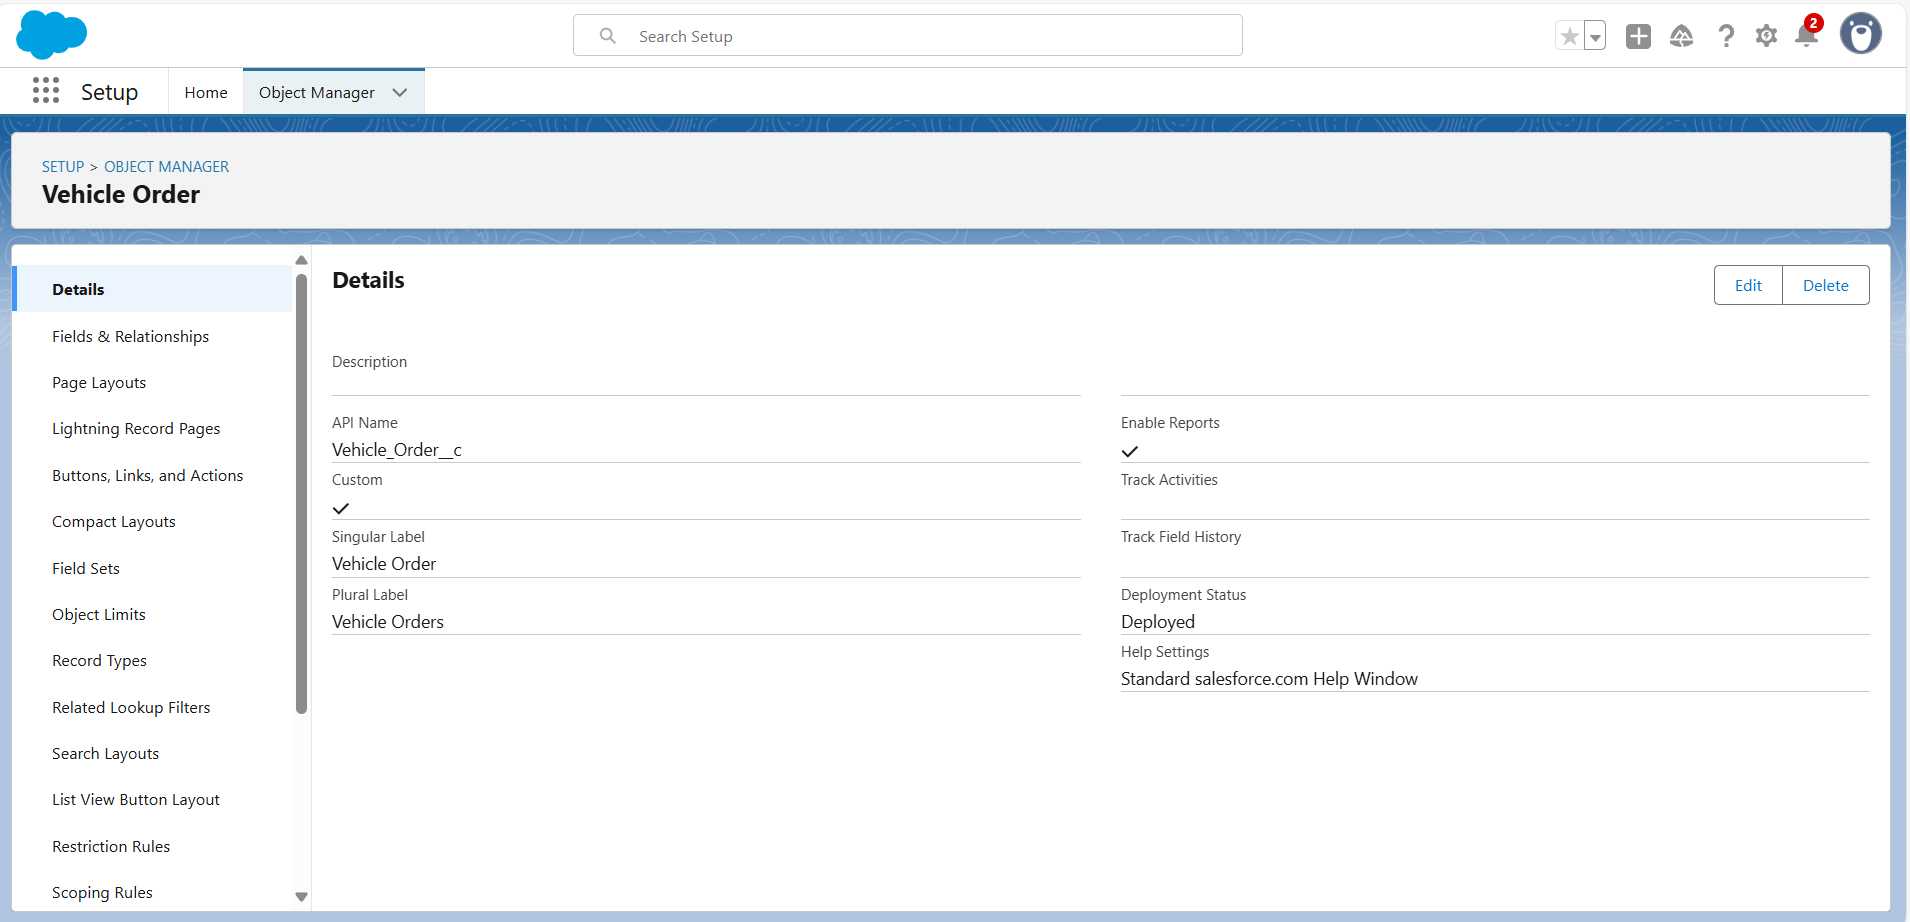 Search Setup
2
Setup
Home
Object Manager
SETUP > OBJECT MANAGER
Vehicle Order
Details
Fields & Relationships
Page Layouts
Lightning Record Pages
Buttons, Links, and Actions
Compact Layouts
Field Sets
Object Limits
Record Types
Related Lookup Filters
Search Layouts
List View Button Layout
Restriction Rules
Scoping Rules
Details
Edit
Delete
Description
API Name
Vehicle_Order__c
Custom
Singular Label
Vehicle Order
Plural Label
Vehicle Orders
Enable Reports
Track Activities
Track Field History
Deployment Status
Deployed
Help Settings
Standard salesforce.com Help Window